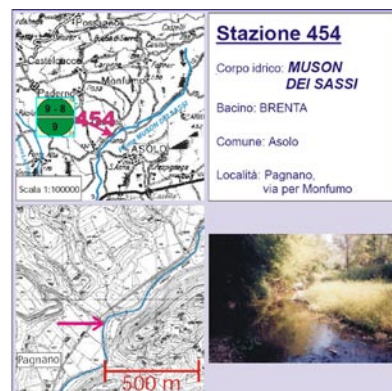 Possagno
Castelcucco
Monfumo
Paderno
9 - 8
9
454
MUSON DEI SASSI
ASOLO
Scala 1:100000
Stazione 454
Corpo idrico: MUSON
DEI SASSI
Bacino: BRENTA
Comune: Asolo
Località: Pagnano,
via per Monfumo
Pagnano
500 m